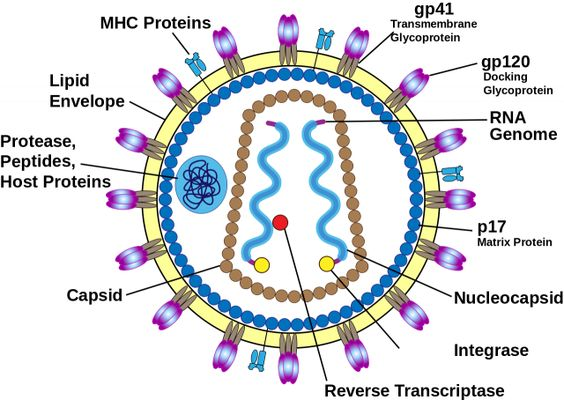 MHC Proteins
gp41
Transmembrane
Glycoprotein
gp120
Docking
Glycoprotein
Lipid
Envelope
RNA
Genome
Protease,
Peptides,
Host Proteins
p17
Matrix Protein
Capsid
Nucleocapsid
Integrase
Reverse Transcriptase